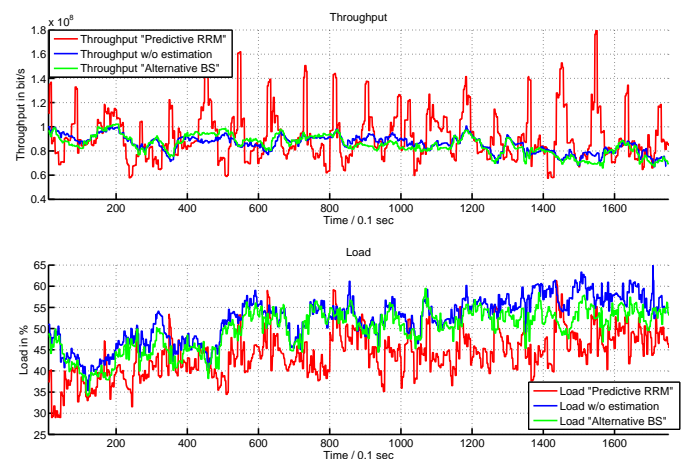 Throughput
x 10^8
1.8
1.6
1.4
1.2
1.0
0.8
0.6
0.4
Throughput in bit/s
Throughput "Predictive RRM"
Throughput w/o estimation
Throughput "Alternative BS"
200 400 600 800 1000 1200 1400 1600
Time / 0.1 sec
Load
65
60
55
50
45
40
35
30
25
Load in %
Load "Predictive RRM"
Load w/o estimation
Load "Alternative BS"
200 400 600 800 1000 1200 1400 1600
Time / 0.1 sec